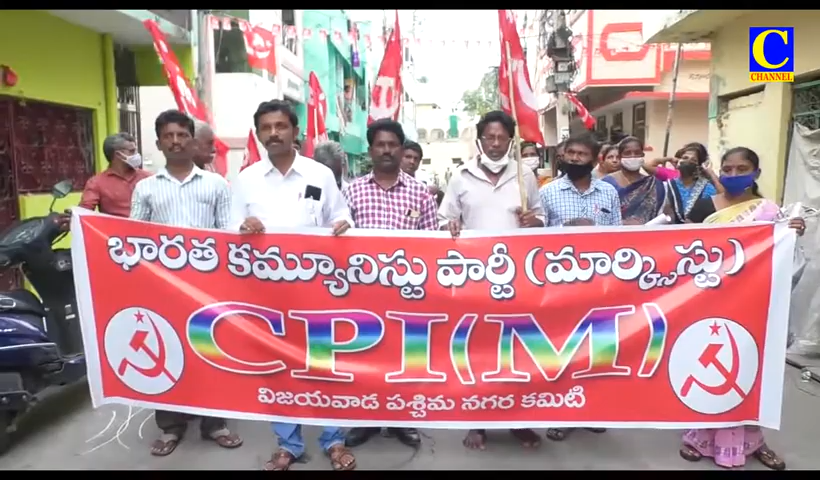 C
CHANNEL
భారత కమ్యూనిస్టు పార్టీ (మార్క్సిస్టు)
CPI(M)
విజయవాడ పశ్చిమ నగర కమిటీ